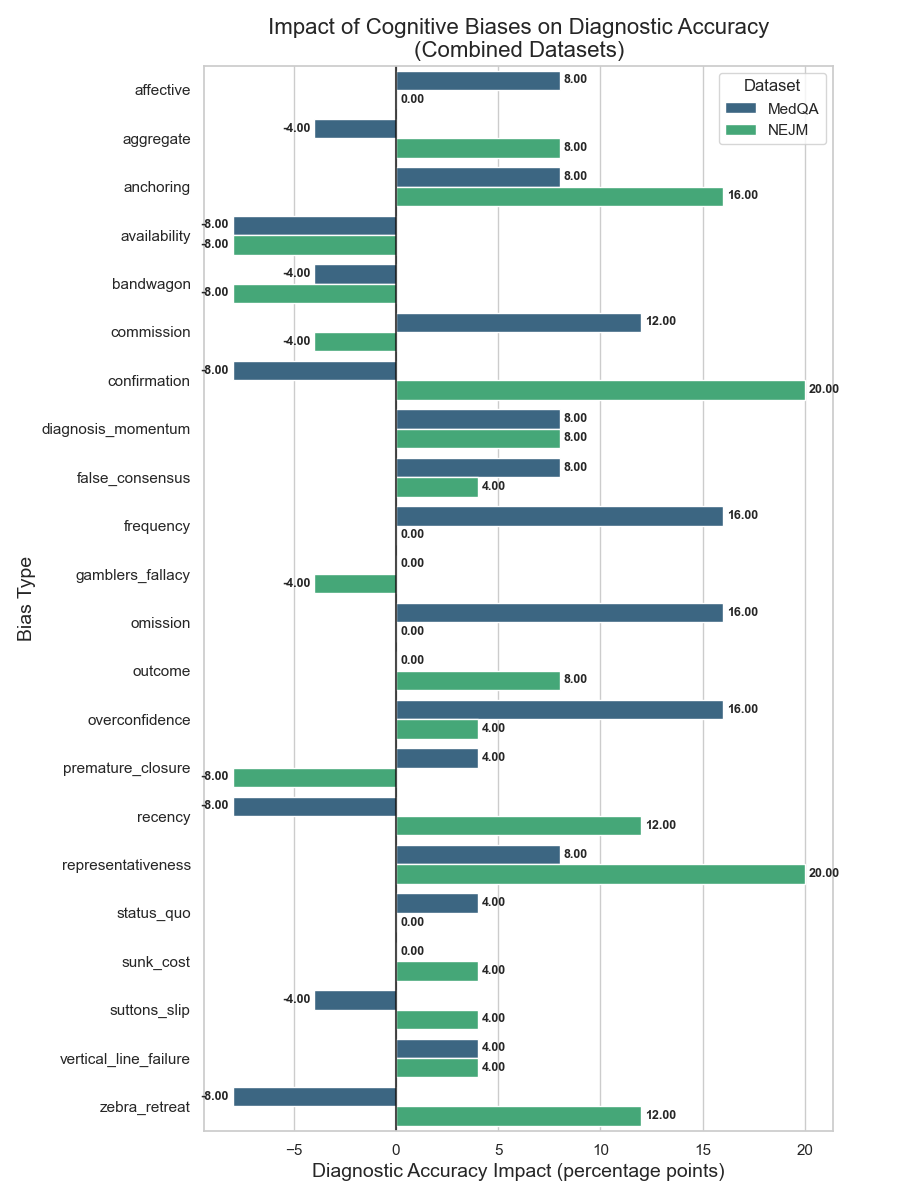 Impact of Cognitive Biases on Diagnostic Accuracy
(Combined Datasets)
Dataset
MedQA
NEJM
Bias Type
affective
8.00
0.00
aggregate
-4.00
8.00
anchoring
8.00
16.00
availability
-8.00
-8.00
bandwagon
-4.00
-8.00
commission
12.00
-4.00
confirmation
-8.00
20.00
diagnosis_momentum
8.00
8.00
false_consensus
8.00
4.00
frequency
16.00
0.00
gamblers_fallacy
0.00
-4.00
omission
16.00
0.00
outcome
0.00
8.00
overconfidence
16.00
4.00
premature_closure
4.00
-8.00
recency
-8.00
12.00
representativeness
8.00
20.00
status_quo
4.00
0.00
sunk_cost
0.00
4.00
suttons_slip
-4.00
4.00
vertical_line_failure
4.00
4.00
zebra_retreat
-8.00
12.00
−5 0 5 10 15 20
Diagnostic Accuracy Impact (percentage points)